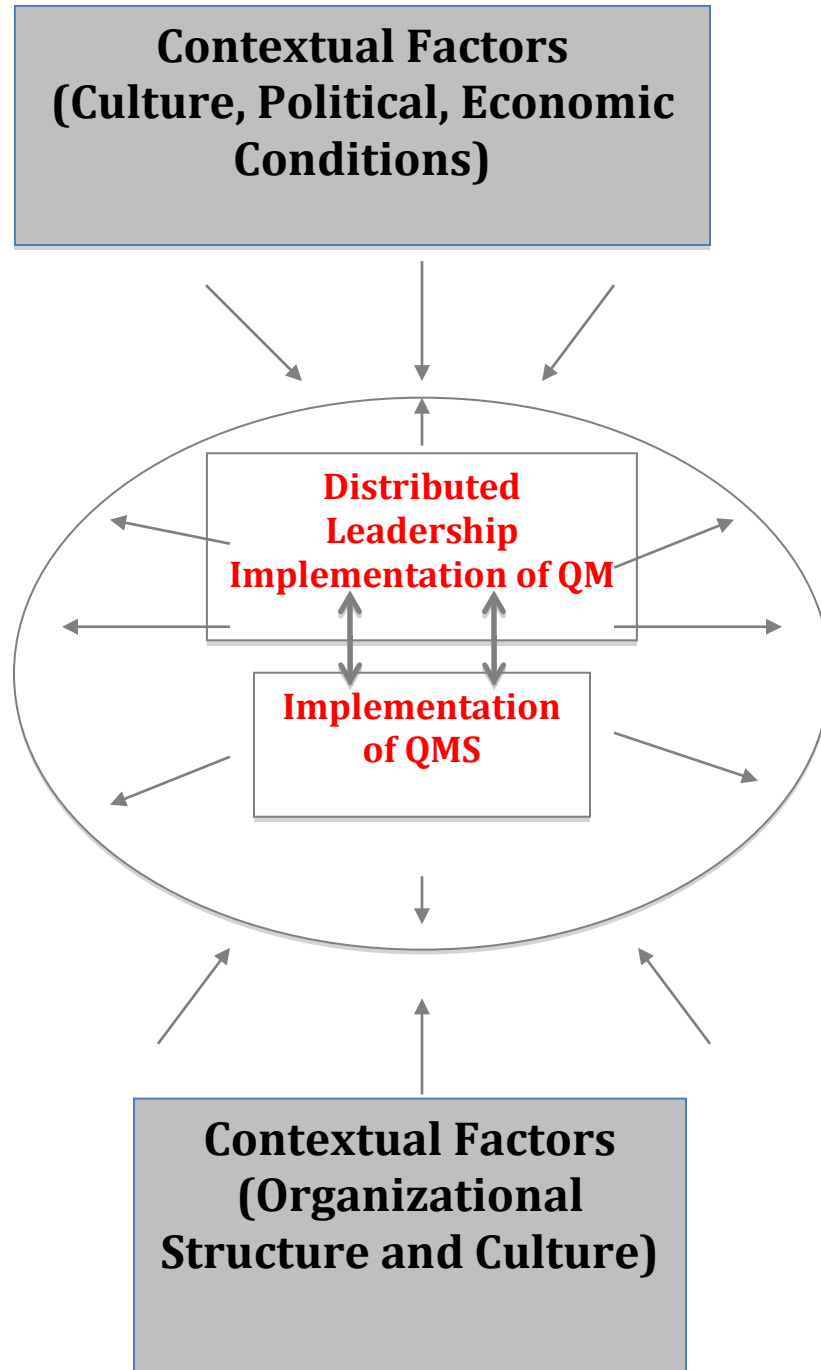 Contextual Factors
(Culture, Political, Economic
Conditions)
Distributed
Leadership
Implementation of QM
Implementation
of QMS
Contextual Factors
(Organizational
Structure and Culture)